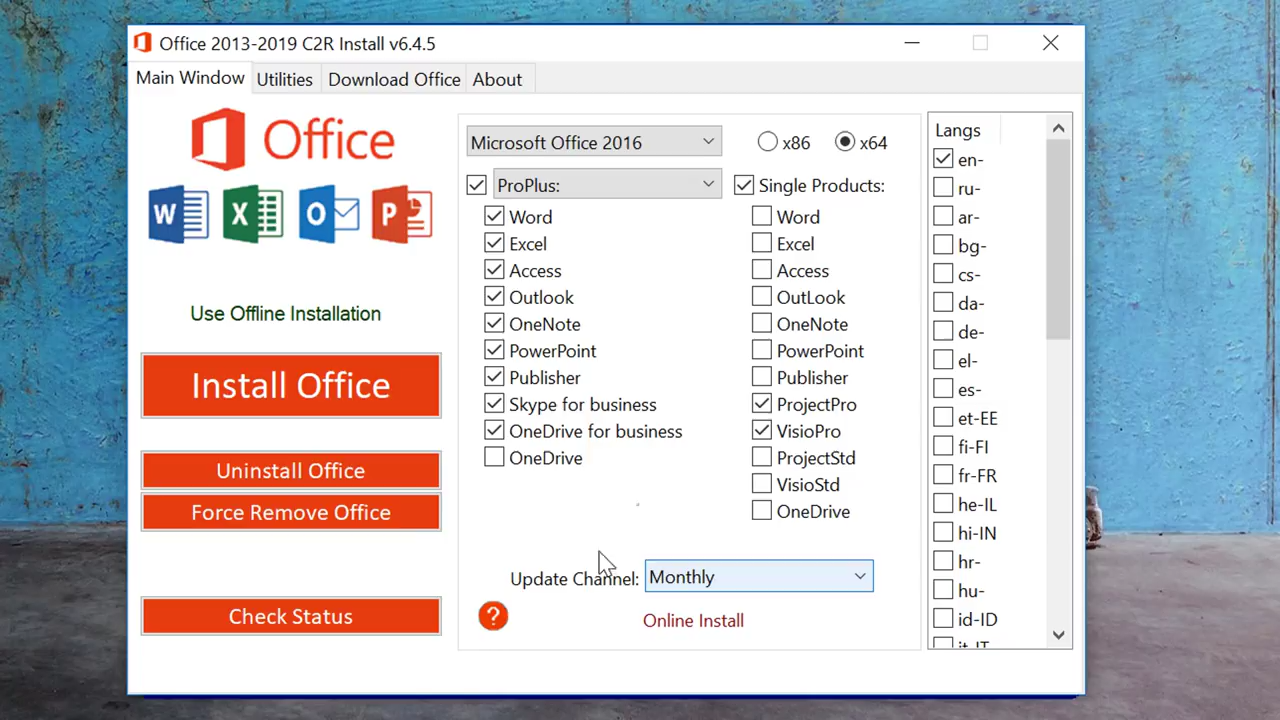 Office 2013-2019 C2R Install v6.4.5
Main Window
Utilities
Download Office
About
Office
W
X
O
P
Use Offline Installation
Install Office
Uninstall Office
Force Remove Office
Check Status
Microsoft Office 2016
x86
x64
ProPlus:
Word
Excel
Access
Outlook
OneNote
PowerPoint
Publisher
Skype for business
OneDrive for business
OneDrive
Single Products:
Word
Excel
Access
OutLook
OneNote
PowerPoint
Publisher
ProjectPro
VisioPro
ProjectStd
VisioStd
OneDrive
Update Channel:
Monthly
?
Online Install
Langs
en-
ru-
ar-
bg-
cs-
da-
de-
el-
es-
et-EE
fi-FI
fr-FR
he-IL
hi-IN
hr-
hu-
id-ID